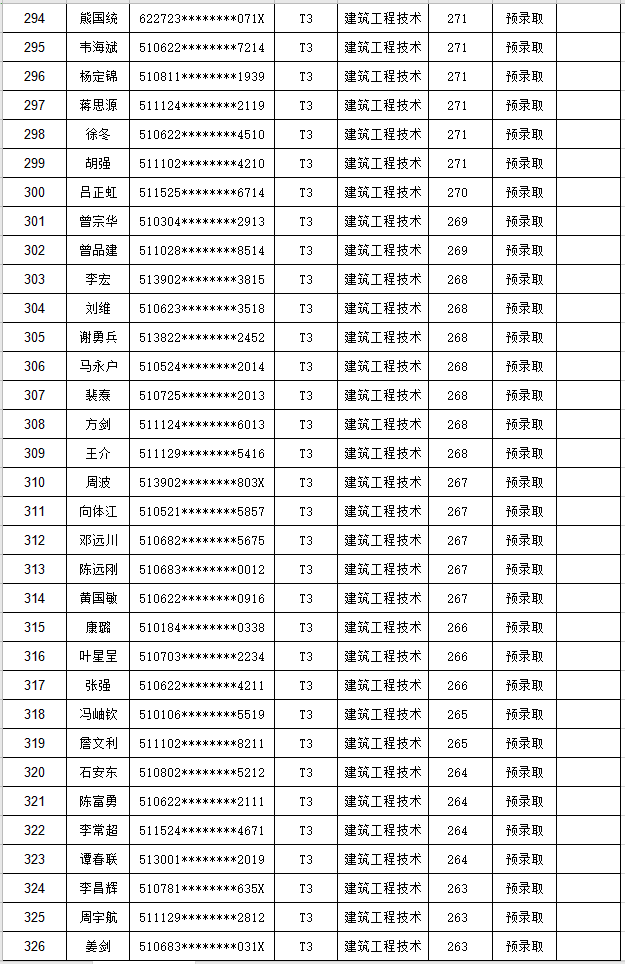 294 熊国统 622723********071X T3 建筑工程技术 271 预录取
295 韦海斌 510622********7214 T3 建筑工程技术 271 预录取
296 杨定锦 510811********1939 T3 建筑工程技术 271 预录取
297 蒋思源 511124********2119 T3 建筑工程技术 271 预录取
298 徐冬 510622********4510 T3 建筑工程技术 271 预录取
299 胡强 511102********4210 T3 建筑工程技术 271 预录取
300 吕正虹 511525********6714 T3 建筑工程技术 270 预录取
301 曾宗华 510304********2913 T3 建筑工程技术 269 预录取
302 曾品建 511028********8514 T3 建筑工程技术 269 预录取
303 李宏 513902********3815 T3 建筑工程技术 268 预录取
304 刘维 510623********3518 T3 建筑工程技术 268 预录取
305 谢勇兵 513822********2452 T3 建筑工程技术 268 预录取
306 马永户 510524********2014 T3 建筑工程技术 268 预录取
307 裴焘 510725********2013 T3 建筑工程技术 268 预录取
308 方剑 511124********6013 T3 建筑工程技术 268 预录取
309 王介 511129********5416 T3 建筑工程技术 268 预录取
310 周波 513902********803X T3 建筑工程技术 267 预录取
311 向体江 510521********5857 T3 建筑工程技术 267 预录取
312 邓远川 510682********5675 T3 建筑工程技术 267 预录取
313 陈远刚 510683********0012 T3 建筑工程技术 267 预录取
314 黄国敏 510622********0916 T3 建筑工程技术 267 预录取
315 康璐 510184********0338 T3 建筑工程技术 266 预录取
316 叶星呈 510703********2234 T3 建筑工程技术 266 预录取
317 张强 510622********4211 T3 建筑工程技术 266 预录取
318 冯岫钦 510106********5519 T3 建筑工程技术 265 预录取
319 詹文利 511102********8211 T3 建筑工程技术 265 预录取
320 石安东 510802********5212 T3 建筑工程技术 264 预录取
321 陈富勇 510622********2111 T3 建筑工程技术 264 预录取
322 李常超 511524********4671 T3 建筑工程技术 264 预录取
323 谭春联 513001********2019 T3 建筑工程技术 264 预录取
324 李昌辉 510781********635X T3 建筑工程技术 263 预录取
325 周宇航 511129********2812 T3 建筑工程技术 263 预录取
326 姜剑 510683********031X T3 建筑工程技术 263 预录取